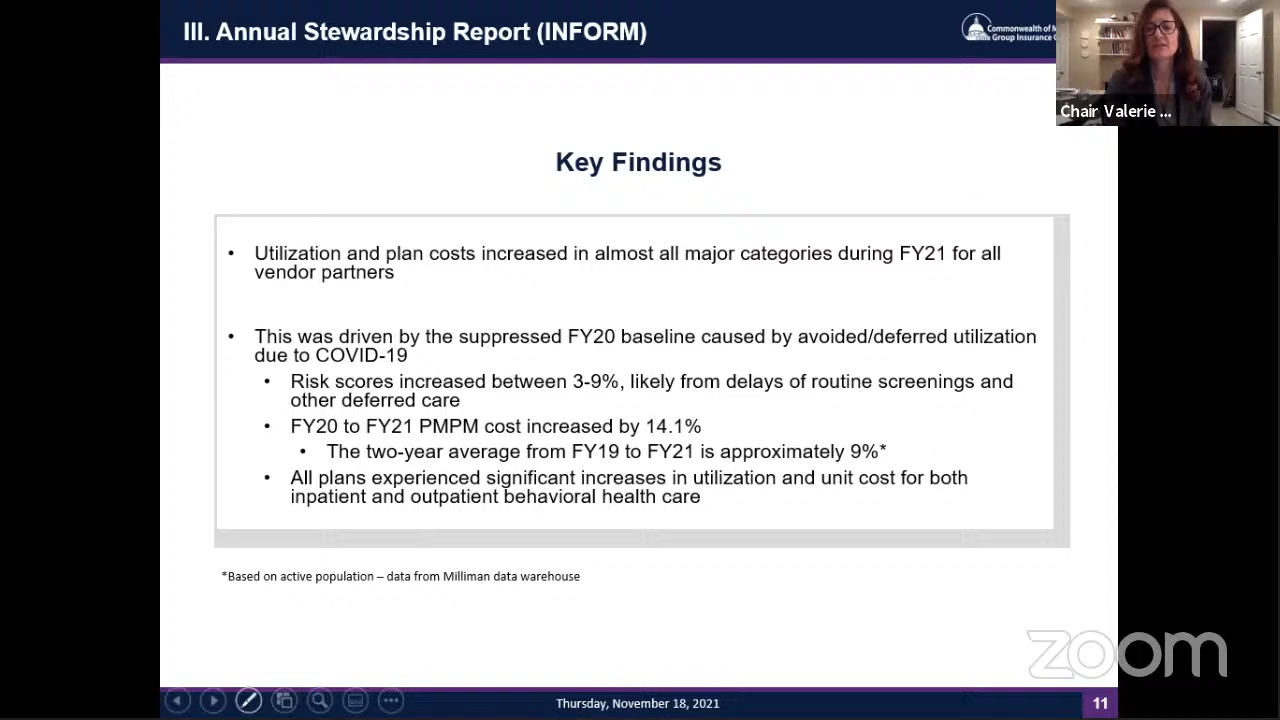 III. Annual Stewardship Report (INFORM)
Commonwealth of M
Group Insurance C
Chair Valerie ...
Key Findings
• Utilization and plan costs increased in almost all major categories during FY21 for all
vendor partners
• This was driven by the suppressed FY20 baseline caused by avoided/deferred utilization
due to COVID-19
• Risk scores increased between 3-9%, likely from delays of routine screenings and
other deferred care
• FY20 to FY21 PMPM cost increased by 14.1%
• The two-year average from FY19 to FY21 is approximately 9%*
• All plans experienced significant increases in utilization and unit cost for both
inpatient and outpatient behavioral health care
*Based on active population – data from Milliman data warehouse
zoom
Thursday, November 18, 2021
11